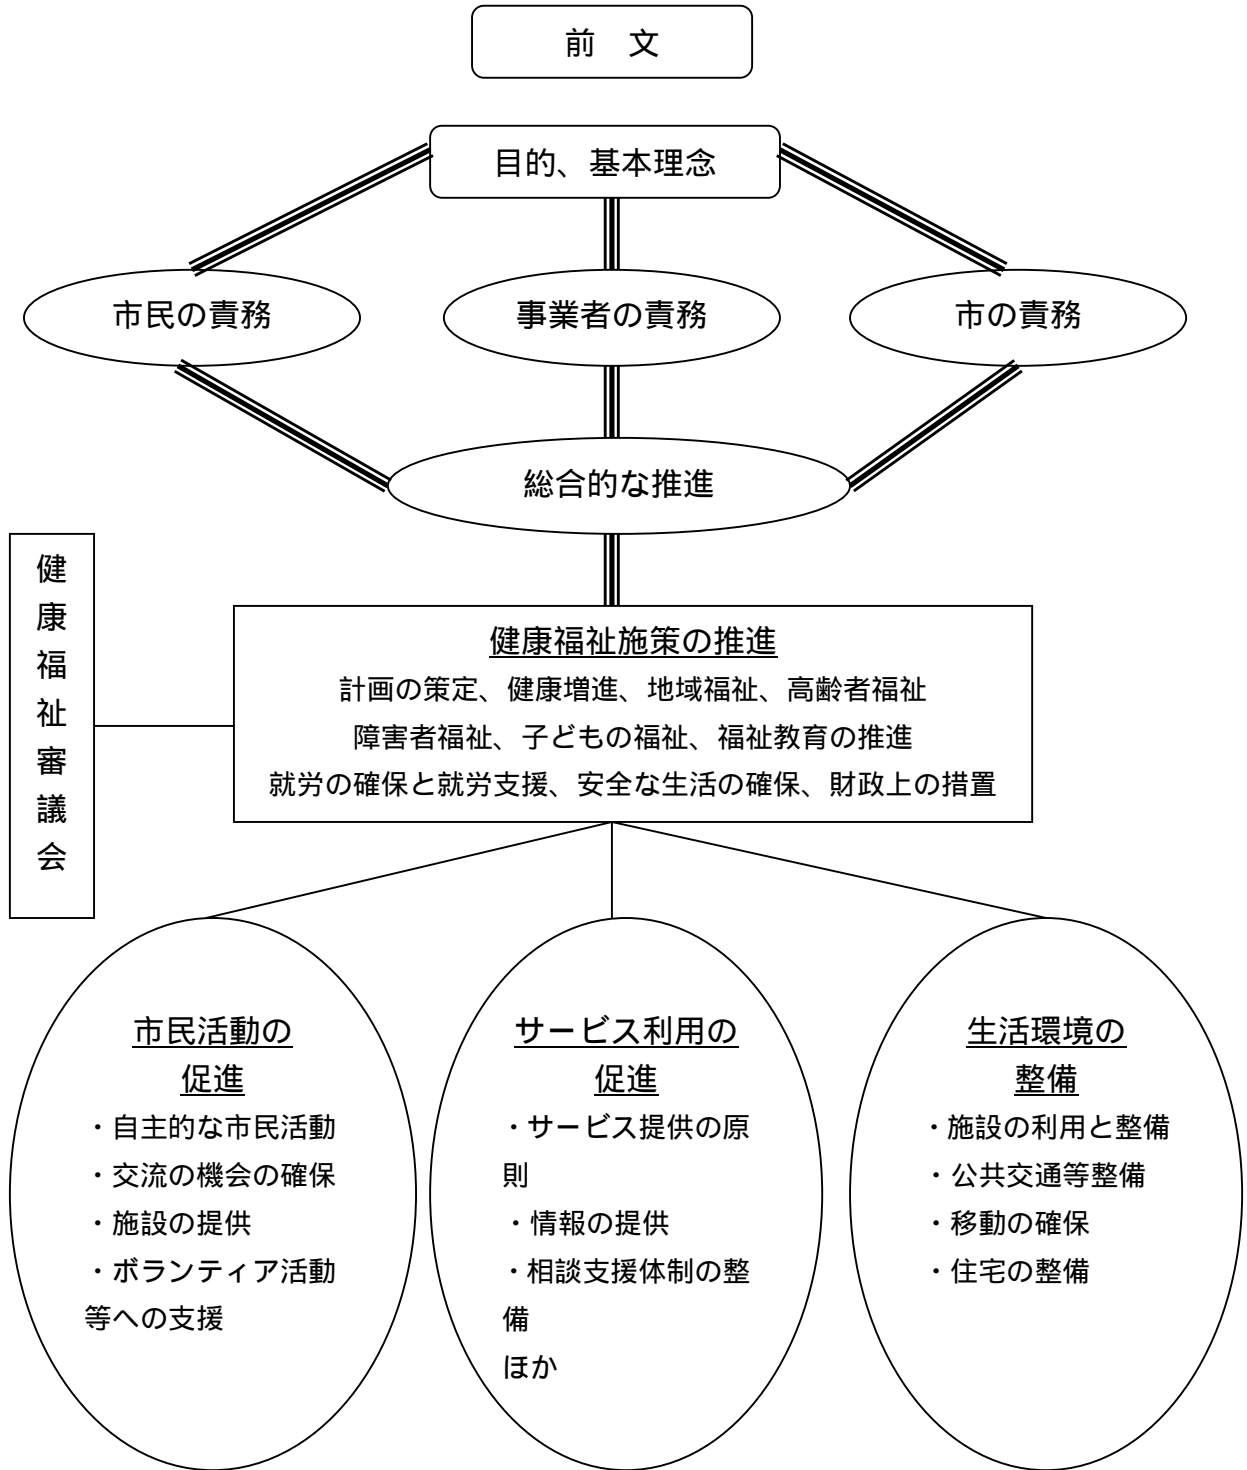 前　文
目的、基本理念
市民の責務
事業者の責務
市の責務
総合的な推進
健康福祉審議会
健康福祉施策の推進
計画の策定、健康増進、地域福祉、高齢者福祉
障害者福祉、子どもの福祉、福祉教育の推進
就労の確保と就労支援、安全な生活の確保、財政上の措置
市民活動の
促進
・自主的な市民活動
・交流の機会の確保
・施設の提供
・ボランティア活動
等への支援
サービス利用の
促進
・サービス提供の原
則
・情報の提供
・相談支援体制の整
備
ほか
生活環境の
整備
・施設の利用と整備
・公共交通等整備
・移動の確保
・住宅の整備